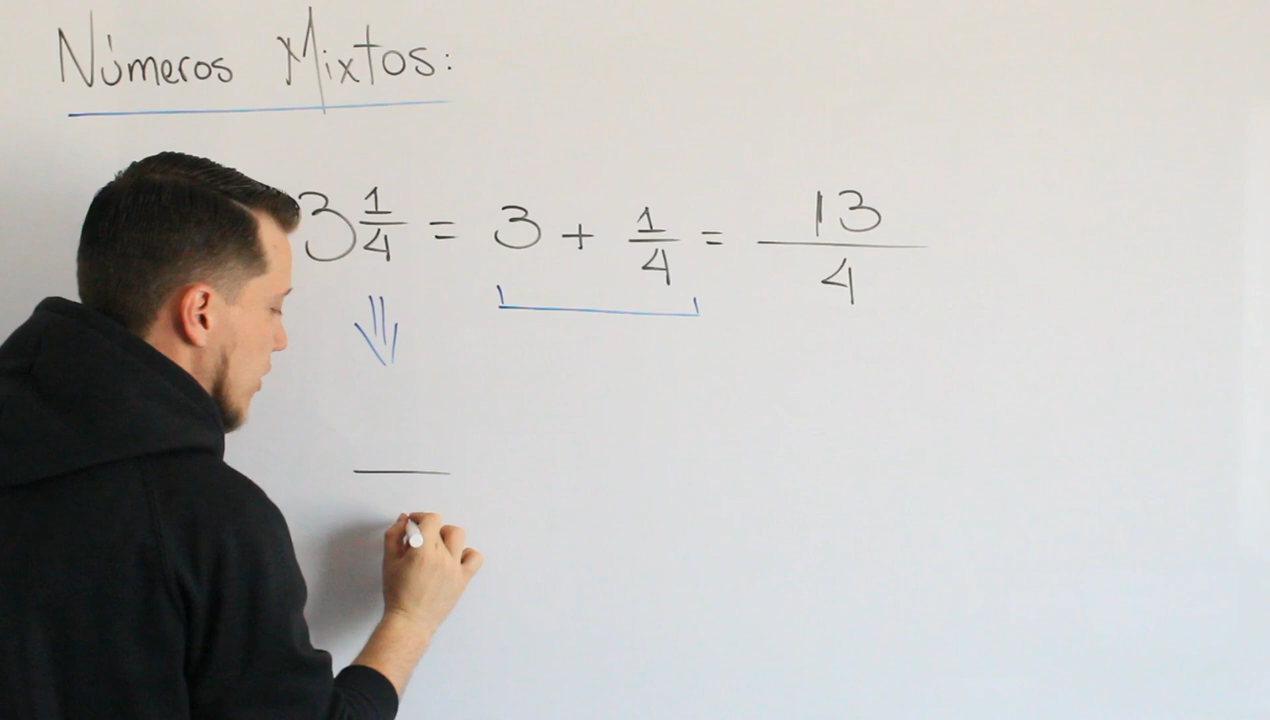 Números Mixtos:
3 1/4 = 3 + 1/4 = 13/4